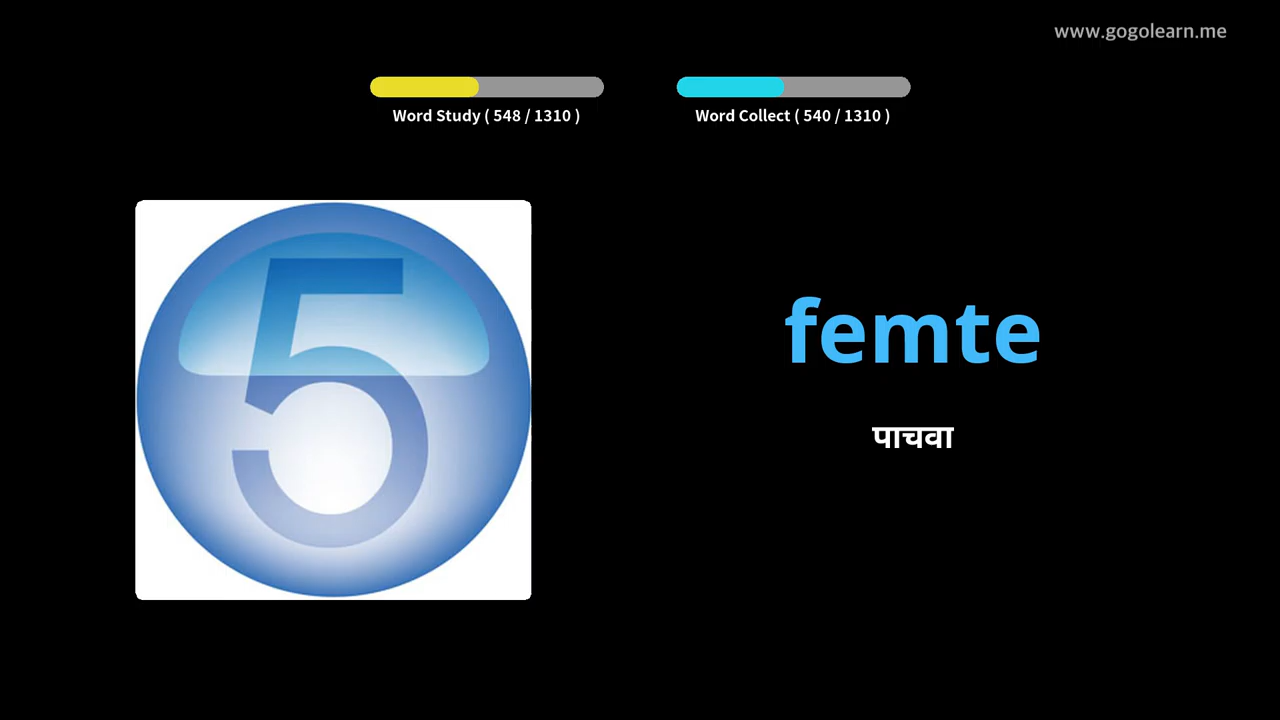 www.gogolearn.me
Word Study ( 548 / 1310 )
Word Collect ( 540 / 1310 )
5
femte
पाचवा